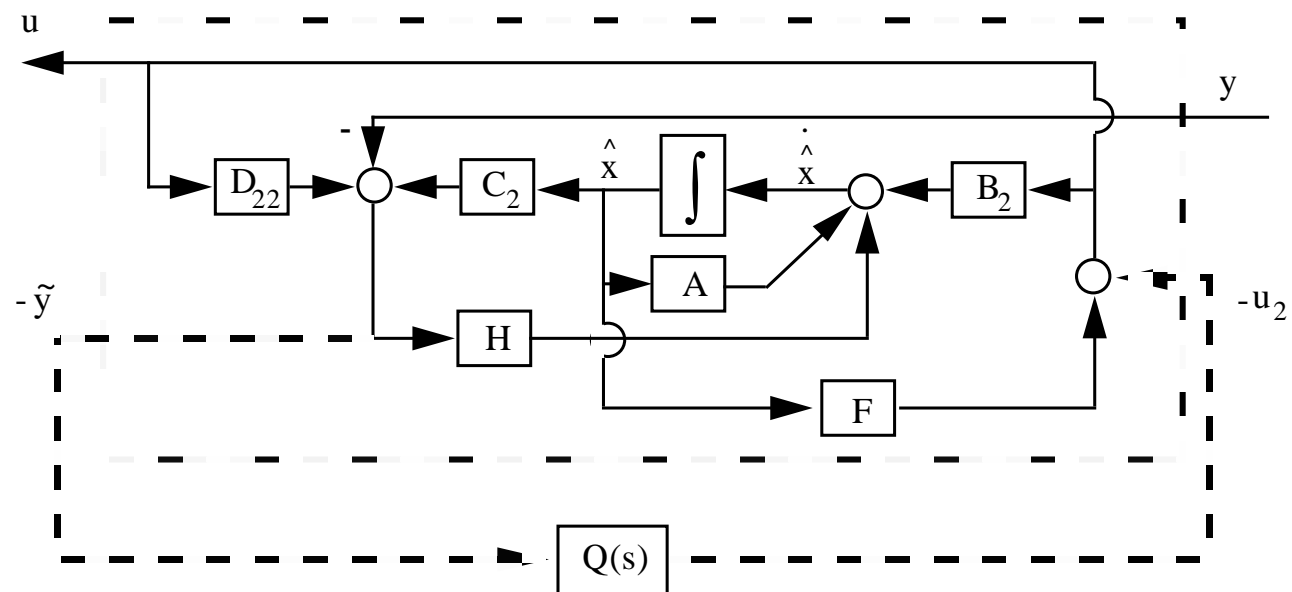 u
y
-
D22
C2
^
x
∫
.
^
x
B2
A
- ỹ
-u2
H
F
Q(s)